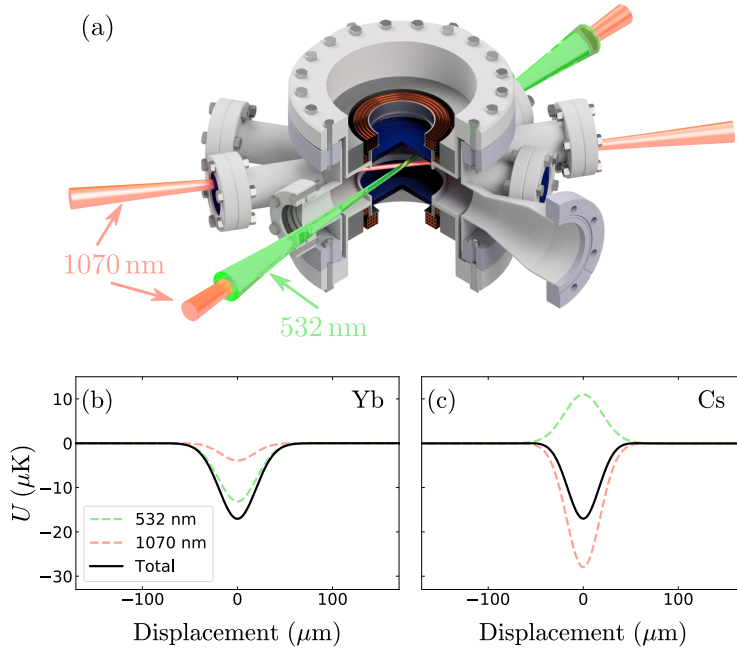 (a)
1070 nm
532 nm
(b) Yb
(c) Cs
10
0
−10
−20
−30
U (μK)
532 nm
1070 nm
Total
−100 0 100
−100 0 100
Displacement (μm)
Displacement (μm)